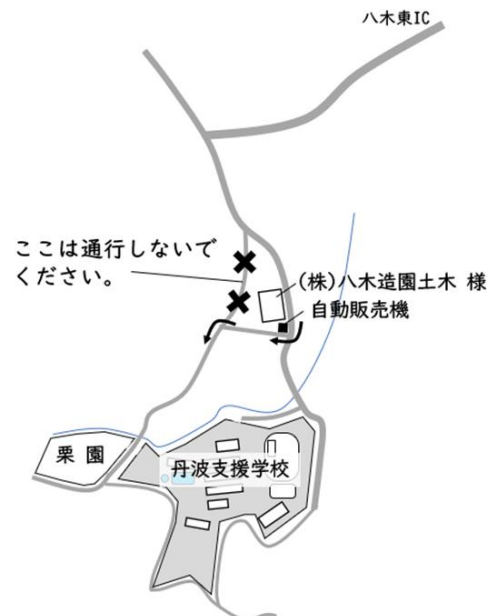 八木東IC
ここは通行しないで
ください。
(株)八木造園土木 様
自動販売機
栗 園
丹波支援学校